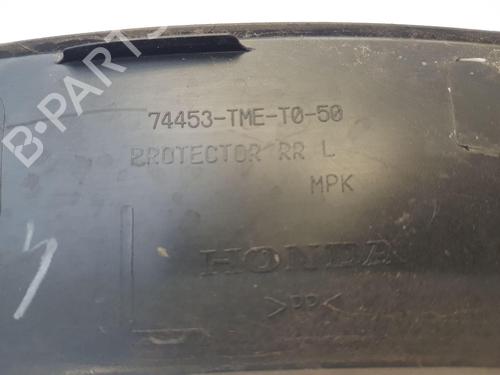 74453-TME-T0-50
PROTECTOR RR L
MPK
HONDA
>PP<
B-PARTS